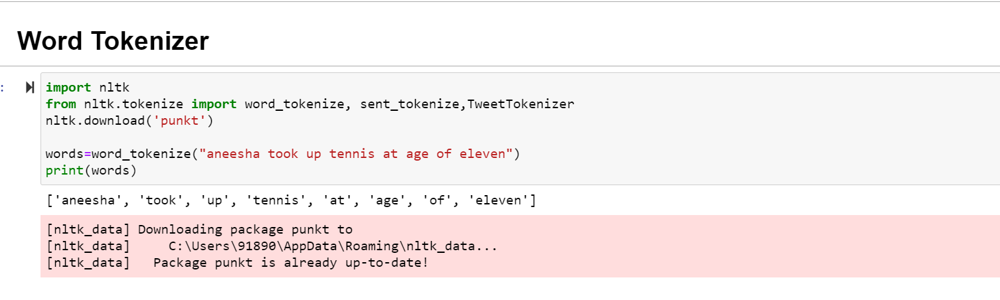 Word Tokenizer
:
import nltk
from nltk.tokenize import word_tokenize, sent_tokenize,TweetTokenizer
nltk.download('punkt')
words=word_tokenize("aneesha took up tennis at age of eleven")
print(words)
['aneesha', 'took', 'up', 'tennis', 'at', 'age', 'of', 'eleven']
[nltk_data] Downloading package punkt to
[nltk_data]     C:\Users\91890\AppData\Roaming\nltk_data...
[nltk_data]   Package punkt is already up-to-date!